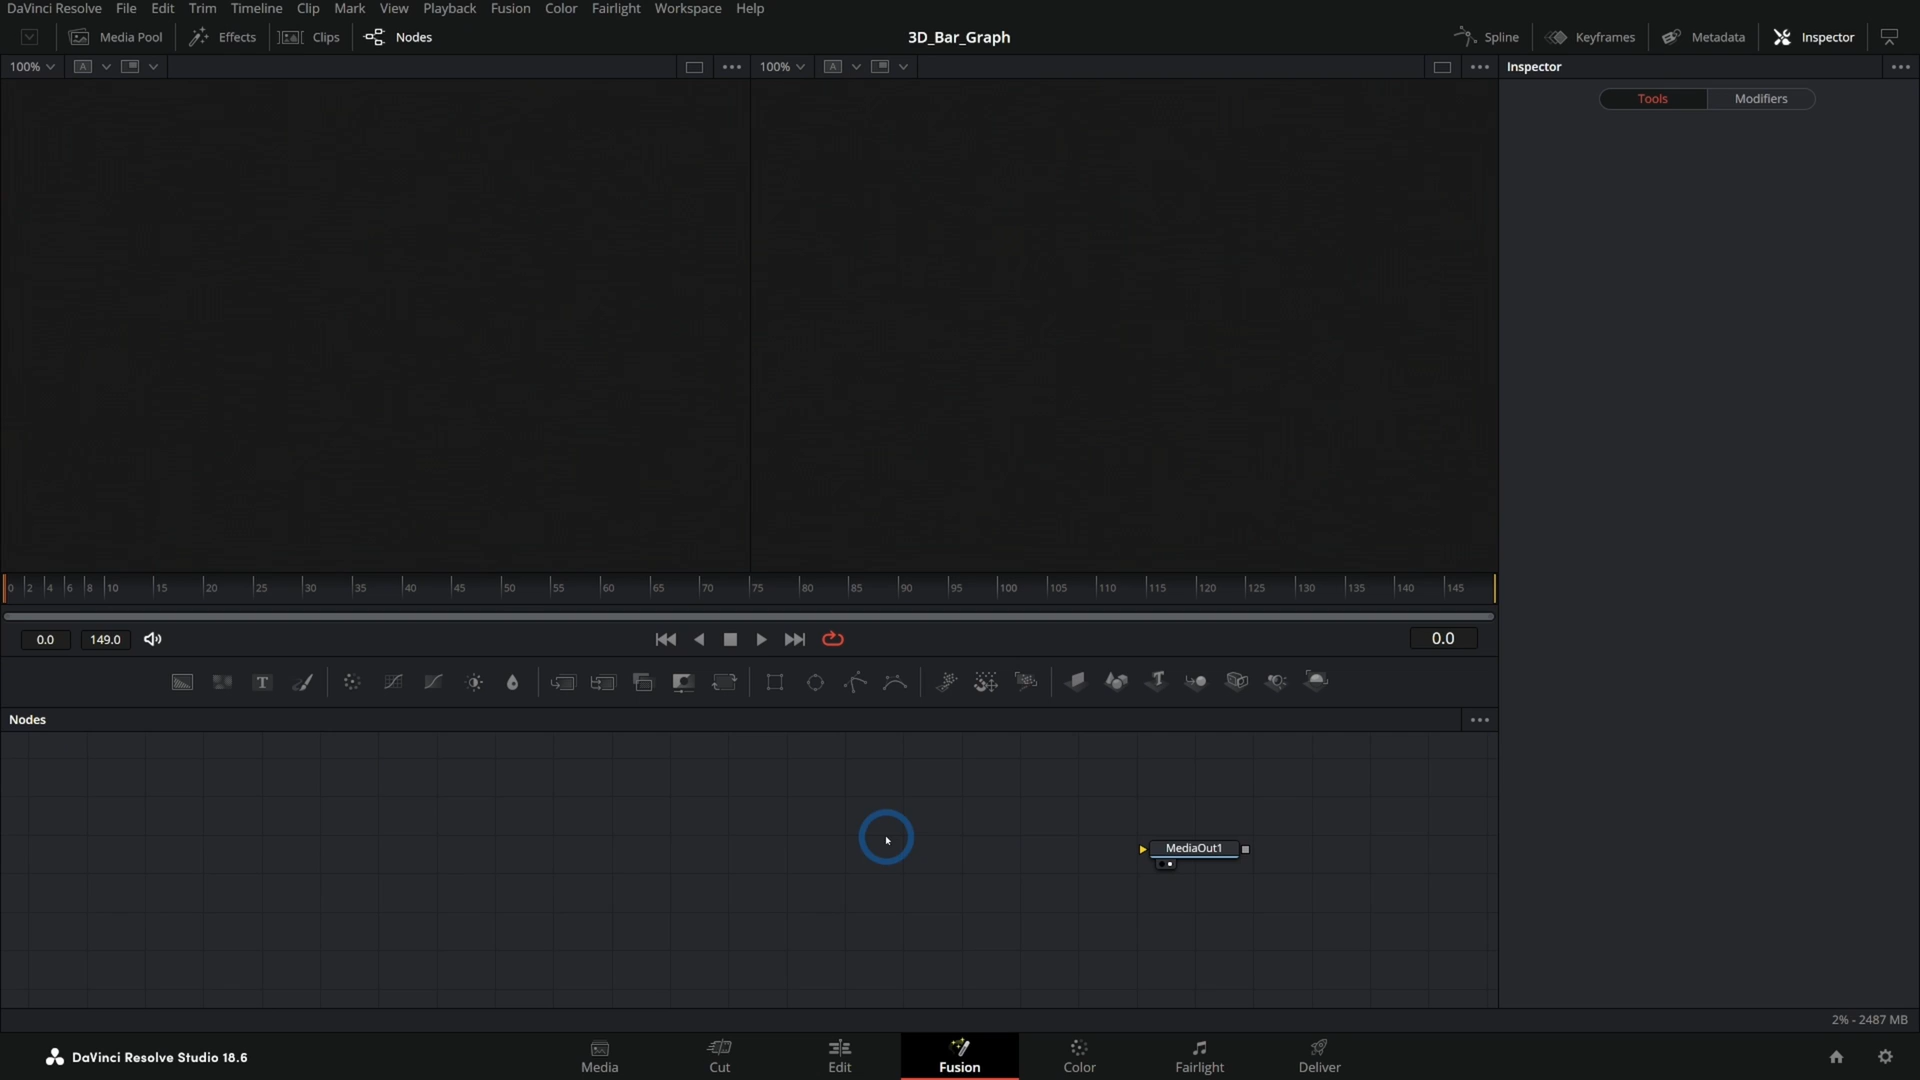 DaVinci Resolve File Edit Trim Timeline Clip Mark View Playback Fusion Color Fairlight Workspace Help
Media Pool Effects Clips Nodes 3D_Bar_Graph Spline Keyframes Metadata Inspector
100% A 100% A Inspector
Tools Modifiers
0 2 4 6 8 10 15 20 25 30 35 40 45 50 55 60 65 70 75 80 85 90 95 100 105 110 115 120 125 130 135 140 145
0.0 149.0 0.0
T T
Nodes
MediaOut1
2% - 2487 MB
DaVinci Resolve Studio 18.6 Media Cut Edit Fusion Color Fairlight Deliver